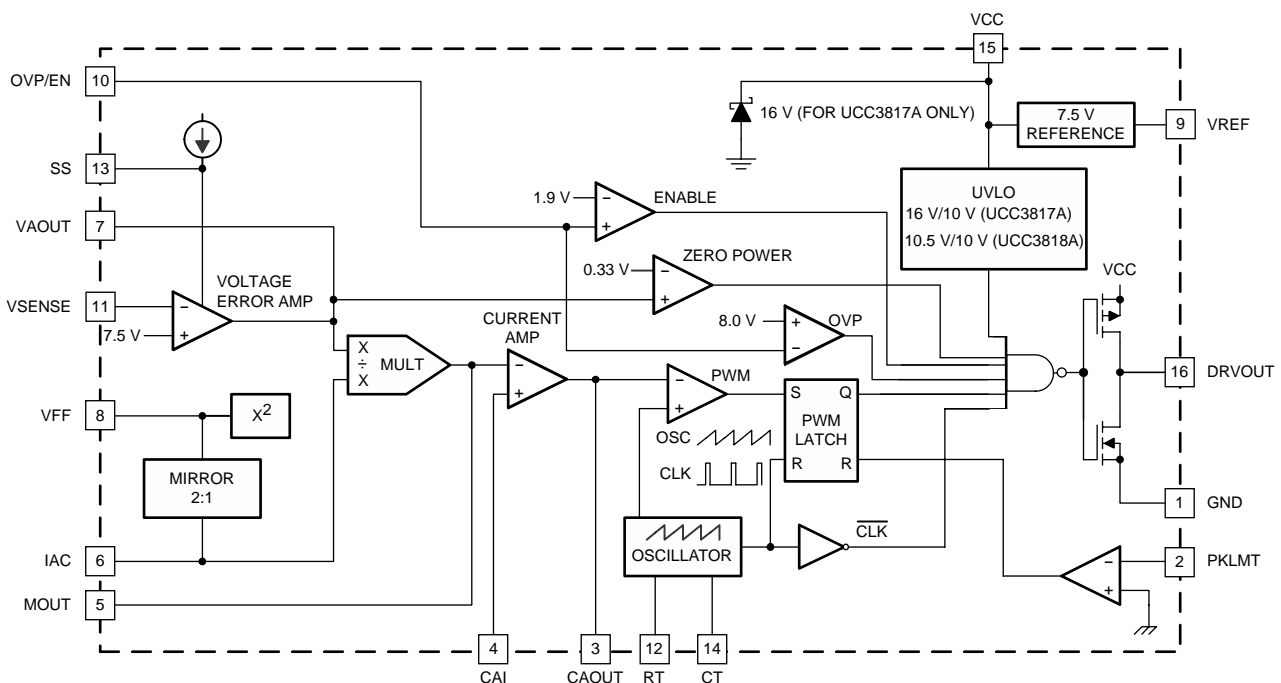 VCC
15
OVP/EN
10
16 V (FOR UCC3817A ONLY)
7.5 V
REFERENCE
9
VREF
SS
13
1.9 V
−
+
ENABLE
UVLO
16 V/10 V (UCC3817A)
10.5 V/10 V (UCC3818A)
VAOUT
7
ZERO POWER
0.33 V
−
+
VCC
VOLTAGE
ERROR AMP
VSENSE
11
−
7.5 V
+
8.0 V
+
−
OVP
CURRENT
AMP
X
÷
X
MULT
−
+
−
+
PWM
S
Q
PWM
LATCH
R
R
16
DRVOUT
VFF
8
X2
OSC
CLK
MIRROR
2:1
1
GND
OSCILLATOR
CLK
IAC
6
2
PKLMT
−
+
MOUT
5
4
3
12
14
CAI
CAOUT
RT
CT